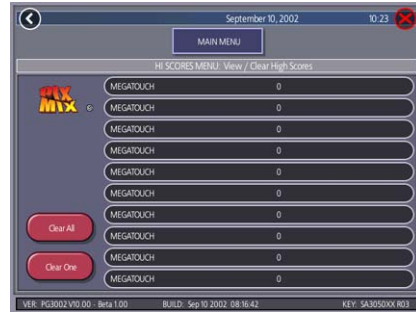 September 10, 2002 10:23
MAIN MENU
HI SCORES MENU: View / Clear High Scores
PIX MIX
MEGATOUCH 0
MEGATOUCH 0
MEGATOUCH 0
MEGATOUCH 0
MEGATOUCH 0
MEGATOUCH 0
MEGATOUCH 0
MEGATOUCH 0
MEGATOUCH 0
MEGATOUCH 0
Clear All
Clear One
VER: PG3002 V10.00 - Beta 1.00 BUILD: Sep 10 2002 08:16:42 KEY: SA3050XX R03